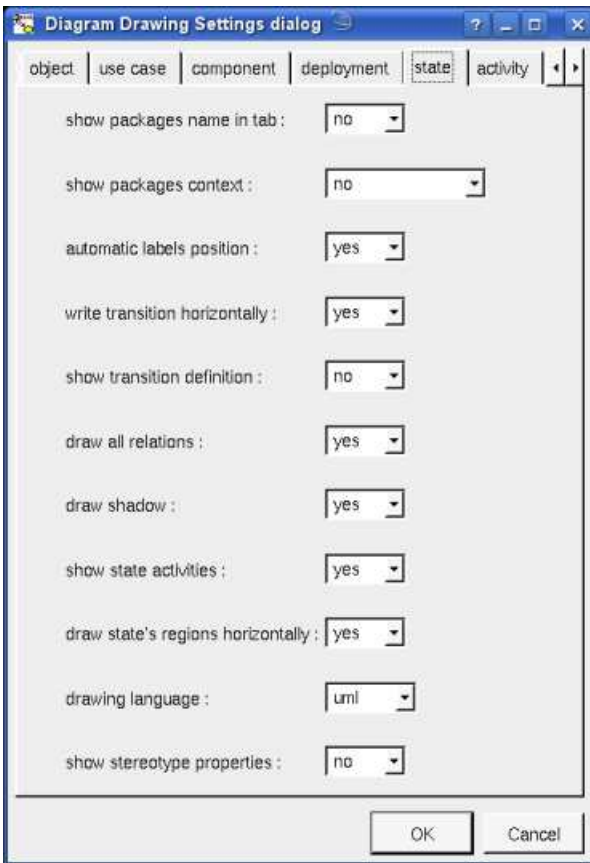 Diagram Drawing Settings dialog
object use case component deployment state activity
show packages name in tab : no
show packages context : no
automatic labels position : yes
write transition horizontally : yes
show transition definition : no
draw all relations : yes
draw shadow : yes
show state activities : yes
draw state's regions horizontally : yes
drawing language : uml
show stereotype properties : no
OK Cancel